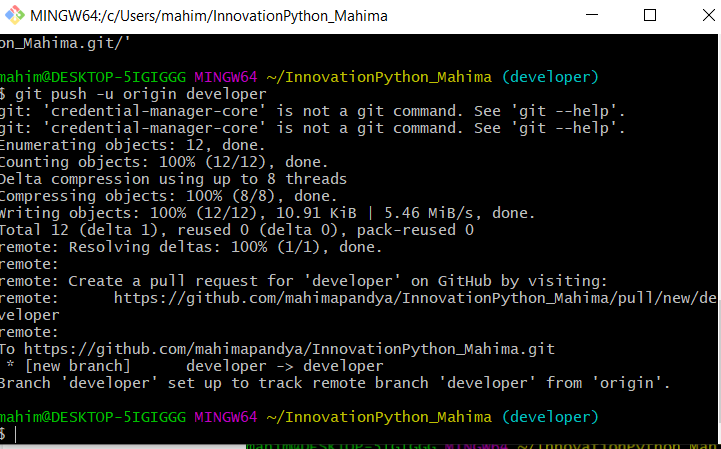 MINGW64:/c/Users/mahim/InnovationPython_Mahima
on_Mahima.git/'
mahim@DESKTOP-5IGIGGG MINGW64 ~/InnovationPython_Mahima (developer)
$ git push -u origin developer
git: 'credential-manager-core' is not a git command. See 'git --help'.
git: 'credential-manager-core' is not a git command. See 'git --help'.
Enumerating objects: 12, done.
Counting objects: 100% (12/12), done.
Delta compression using up to 8 threads
Compressing objects: 100% (8/8), done.
Writing objects: 100% (12/12), 10.91 KiB | 5.46 MiB/s, done.
Total 12 (delta 1), reused 0 (delta 0), pack-reused 0
remote: Resolving deltas: 100% (1/1), done.
remote:
remote: Create a pull request for 'developer' on GitHub by visiting:
remote:      https://github.com/mahimapandya/InnovationPython_Mahima/pull/new/de
veloper
remote:
To https://github.com/mahimapandya/InnovationPython_Mahima.git
 * [new branch]      developer -> developer
Branch 'developer' set up to track remote branch 'developer' from 'origin'.
mahim@DESKTOP-5IGIGGG MINGW64 ~/InnovationPython_Mahima (developer)
$